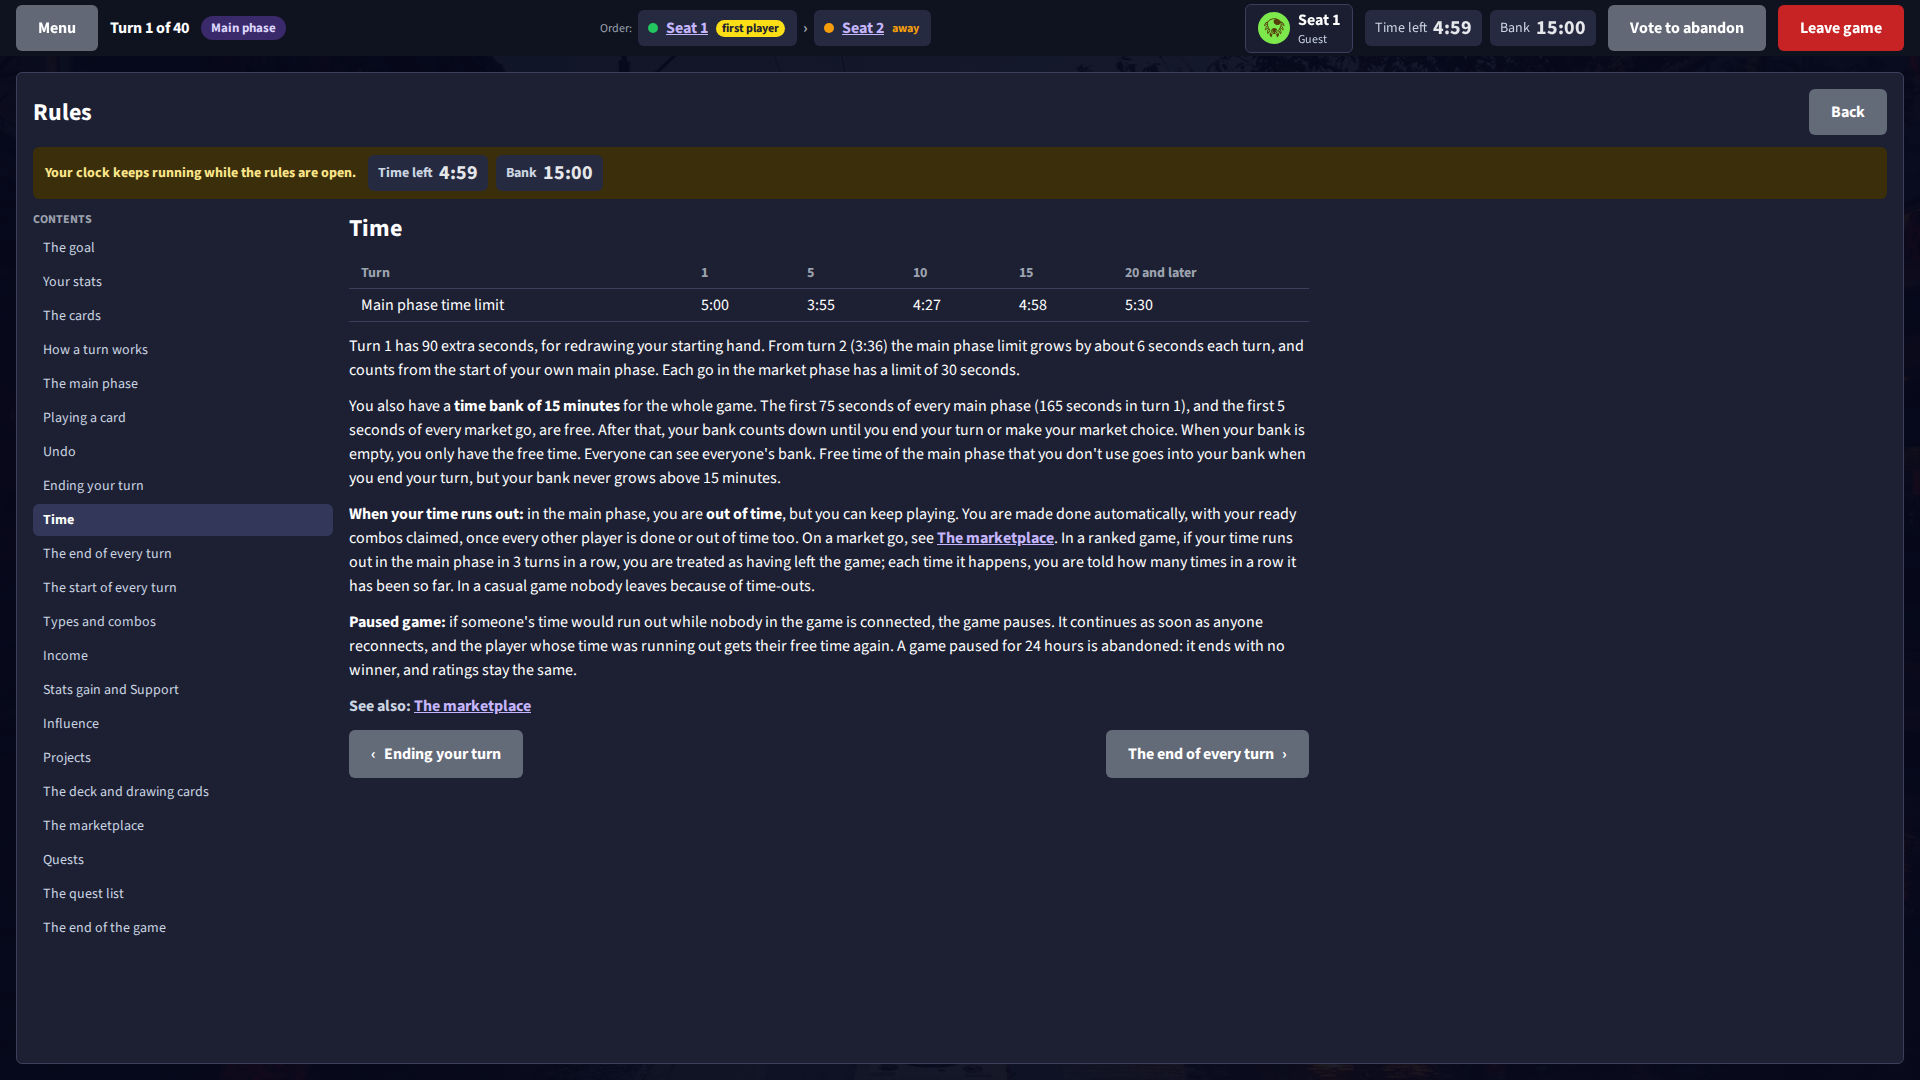 Menu
Turn 1 of 40
Main phase
Order:
Seat 1
first player
›
Seat 2
away
Seat 1
Guest
Time left 4:59
Bank 15:00
Vote to abandon
Leave game
Rules
Back
Your clock keeps running while the rules are open.
Time left 4:59
Bank 15:00
CONTENTS
The goal
Your stats
The cards
How a turn works
The main phase
Playing a card
Undo
Ending your turn
Time
The end of every turn
The start of every turn
Types and combos
Income
Stats gain and Support
Influence
Projects
The deck and drawing cards
The marketplace
Quests
The quest list
The end of the game
Time
Turn 1 5 10 15 20 and later
Main phase time limit 5:00 3:55 4:27 4:58 5:30
Turn 1 has 90 extra seconds, for redrawing your starting hand. From turn 2 (3:36) the main phase limit grows by about 6 seconds each turn, and
counts from the start of your own main phase. Each go in the market phase has a limit of 30 seconds.
You also have a time bank of 15 minutes for the whole game. The first 75 seconds of every main phase (165 seconds in turn 1), and the first 5
seconds of every market go, are free. After that, your bank counts down until you end your turn or make your market choice. When your bank is
empty, you only have the free time. Everyone can see everyone's bank. Free time of the main phase that you don't use goes into your bank when
you end your turn, but your bank never grows above 15 minutes.
When your time runs out: in the main phase, you are out of time, but you can keep playing. You are made done automatically, with your ready
combos claimed, once every other player is done or out of time too. On a market go, see The marketplace. In a ranked game, if your time runs
out in the main phase in 3 turns in a row, you are treated as having left the game; each time it happens, you are told how many times in a row it
has been so far. In a casual game nobody leaves because of time-outs.
Paused game: if someone's time would run out while nobody in the game is connected, the game pauses. It continues as soon as anyone
reconnects, and the player whose time was running out gets their free time again. A game paused for 24 hours is abandoned: it ends with no
winner, and ratings stay the same.
See also: The marketplace
‹ Ending your turn
The end of every turn ›